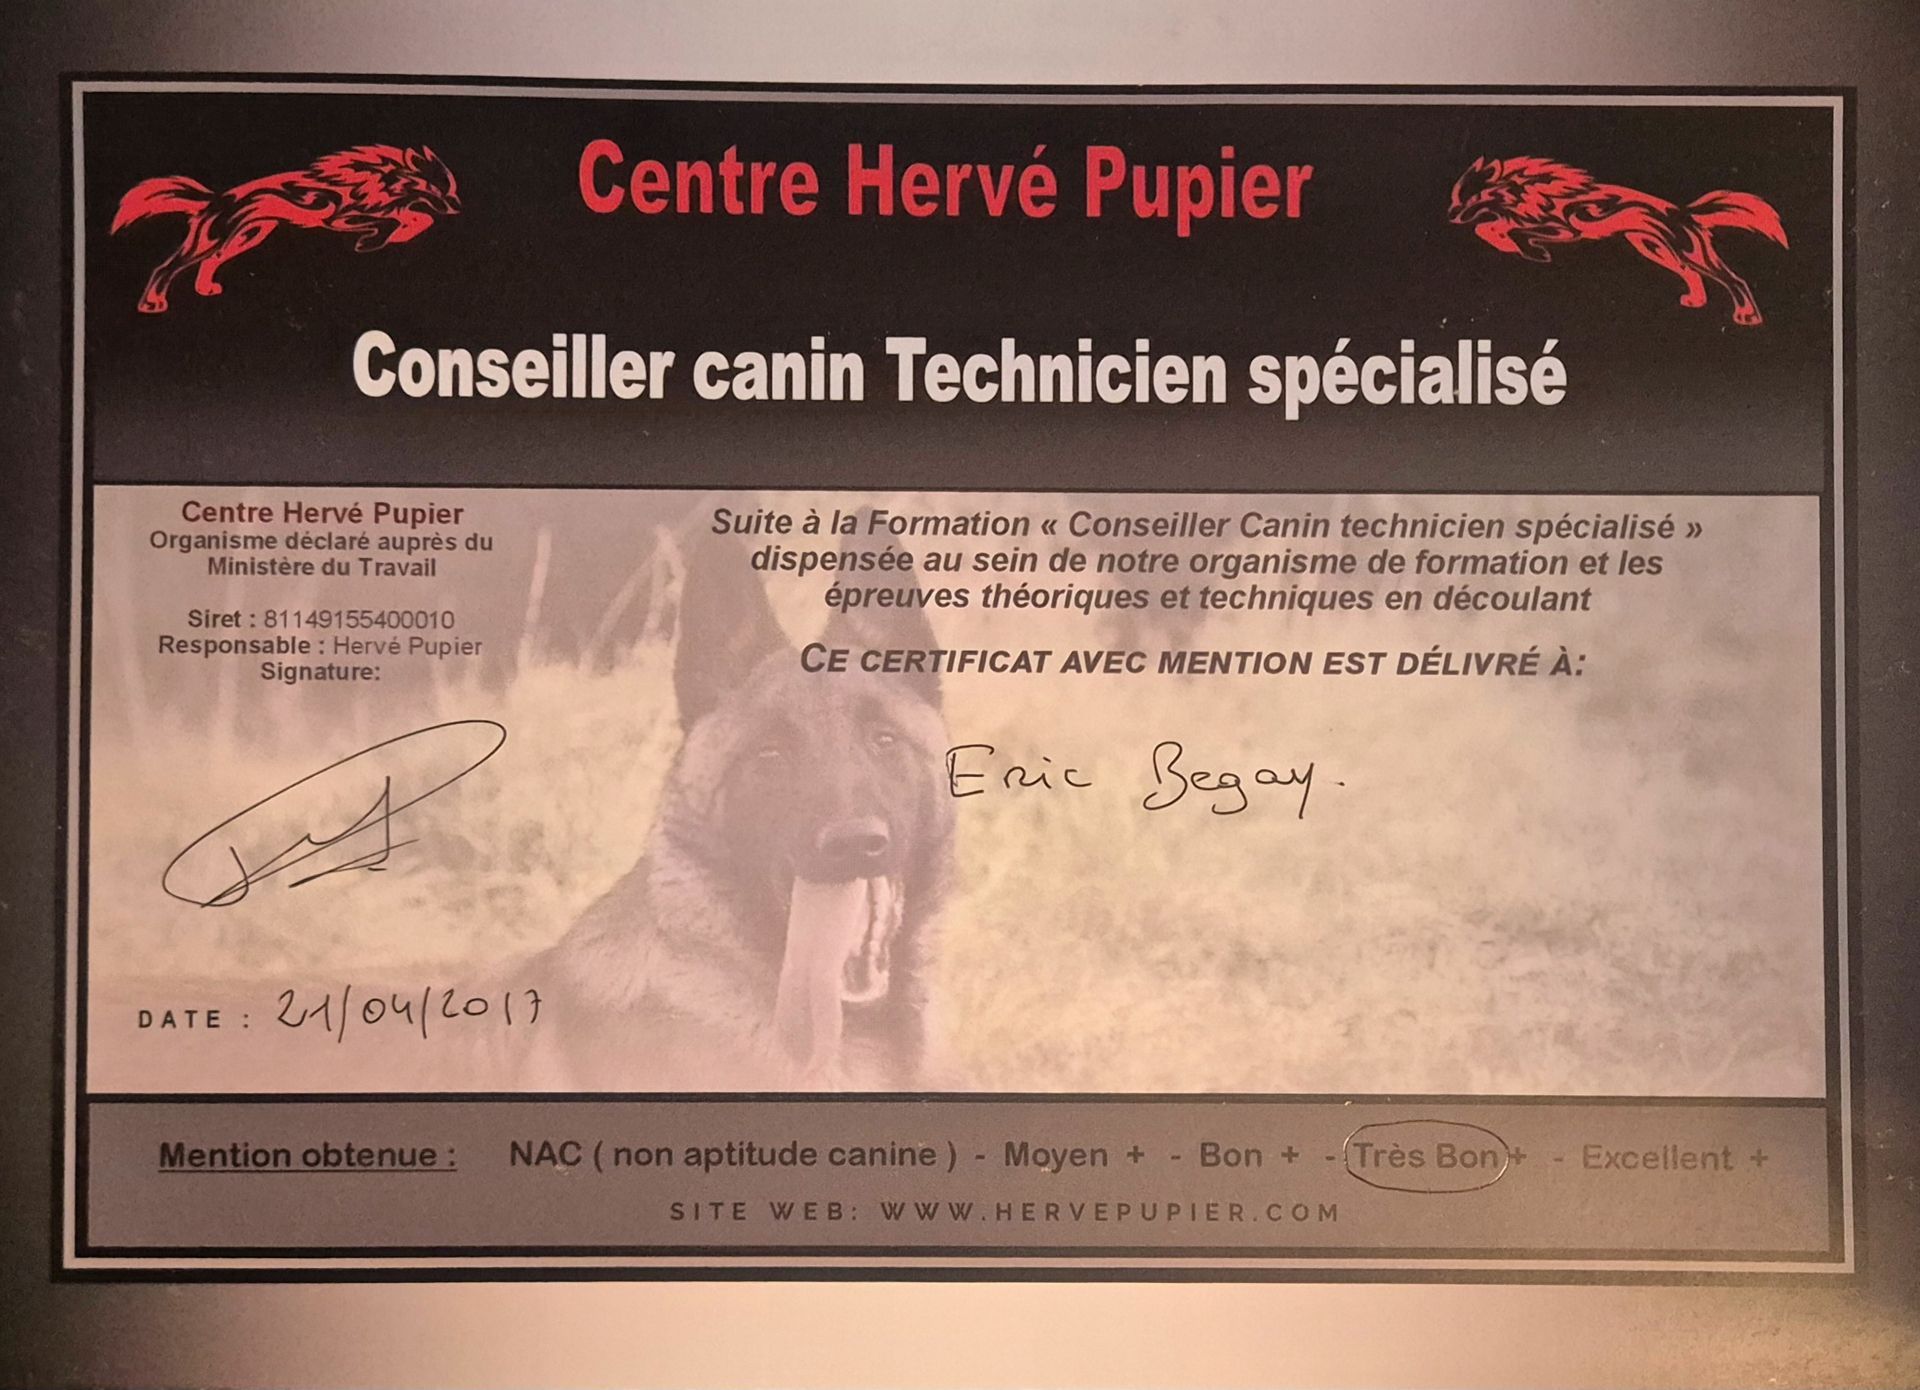 Centre Hervé Pupier
Conseiller canin Technicien spécialisé
Centre Hervé Pupier
Organisme déclaré auprès du
Ministère du Travail
Siret : 81149155400010
Responsable : Hervé Pupier
Signature:
Suite à la Formation « Conseiller Canin technicien spécialisé »
dispensée au sein de notre organisme de formation et les
épreuves théoriques et techniques en découlant
CE CERTIFICAT AVEC MENTION EST DÉLIVRÉ À:
Eric Begay.
DATE : 21/04/2017
Mention obtenue : NAC ( non aptitude canine ) - Moyen + - Bon + - Très Bon + - Excellent +
SITE WEB: WWW.HERVEPUPIER.COM